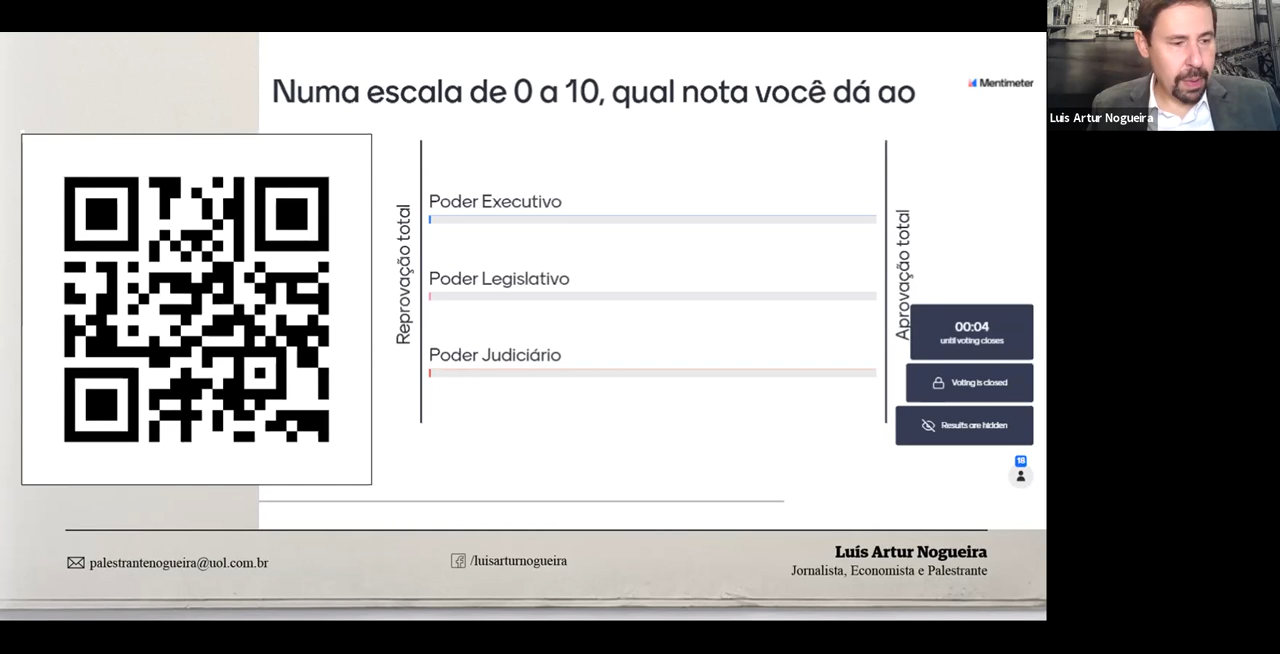 Numa escala de 0 a 10, qual nota você dá ao
Mentimeter
Luis Artur Nogueira
Reprovação total
Poder Executivo
Poder Legislativo
Poder Judiciário
Aprovação total
00:04
until voting closes
Voting is closed
Results are hidden
18
palestrantenogueira@uol.com.br
/luisarturnogueira
Luís Artur Nogueira
Jornalista, Economista e Palestrante